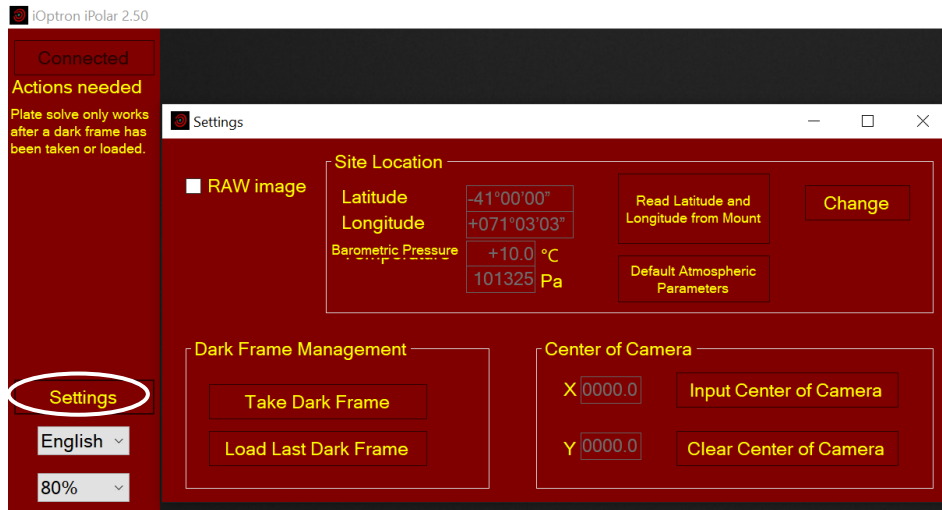 iOptron iPolar 2.50
Connected
Actions needed
Plate solve only works
after a dark frame has
been taken or loaded.
Settings
English
80%
Settings
RAW image
Site Location
Latitude
-41°00'00"
Longitude
+071°03'03"
Barometric Pressure
Temperature
+10.0 °C
101325 Pa
Read Latitude and
Longitude from Mount
Change
Default Atmospheric
Parameters
Dark Frame Management
Take Dark Frame
Load Last Dark Frame
Center of Camera
X 0000.0
Input Center of Camera
Y 0000.0
Clear Center of Camera